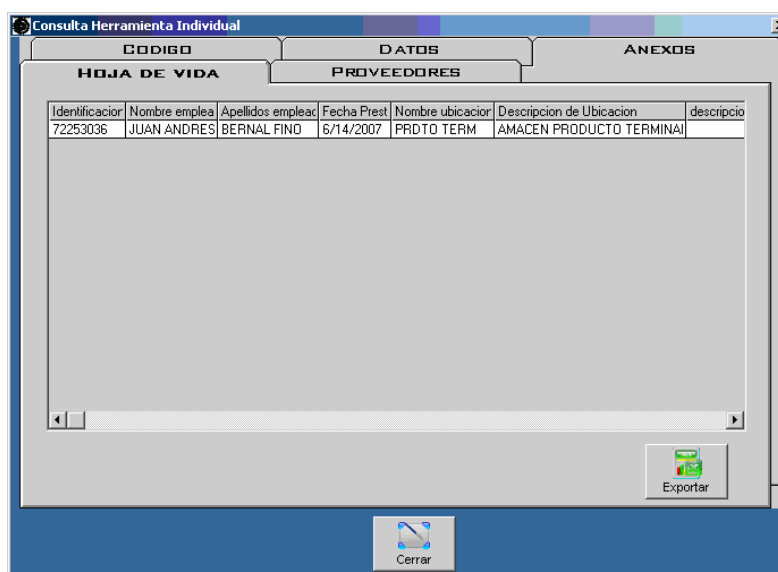 Consulta Herramienta Individual
CODIGO DATOS ANEXOS
HOJA DE VIDA PROVEEDORES
Identificacior Nombre emplea Apellidos empleac Fecha Prest Nombre ubicacior Descripcion de Ubicacion descripcio
72253036 JUAN ANDRES BERNAL FINO 6/14/2007 PRDTO TERM AMACEN PRODUCTO TERMINAI
Exportar
Cerrar